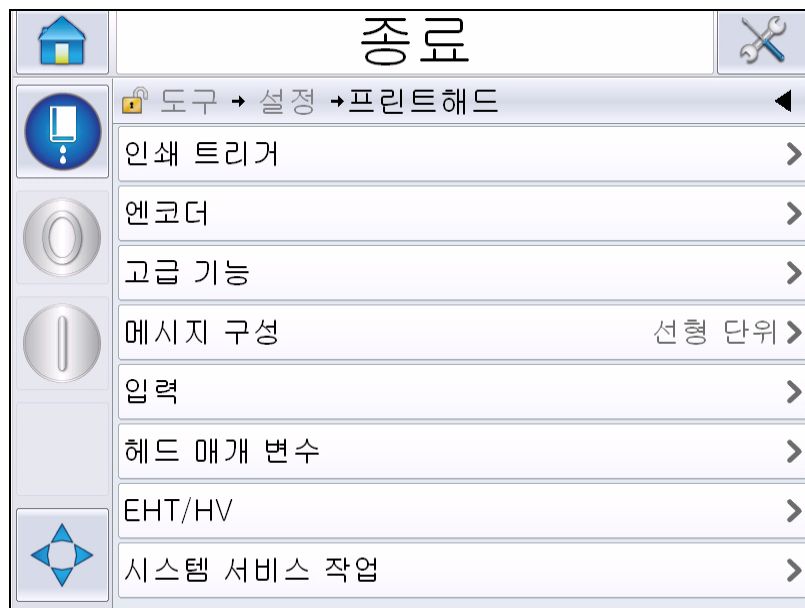 종료
도구 → 설정 →프린트해드
인쇄 트리거
엔코더
고급 기능
메시지 구성 선형 단위
입력
헤드 매개 변수
EHT/HV
시스템 서비스 작업